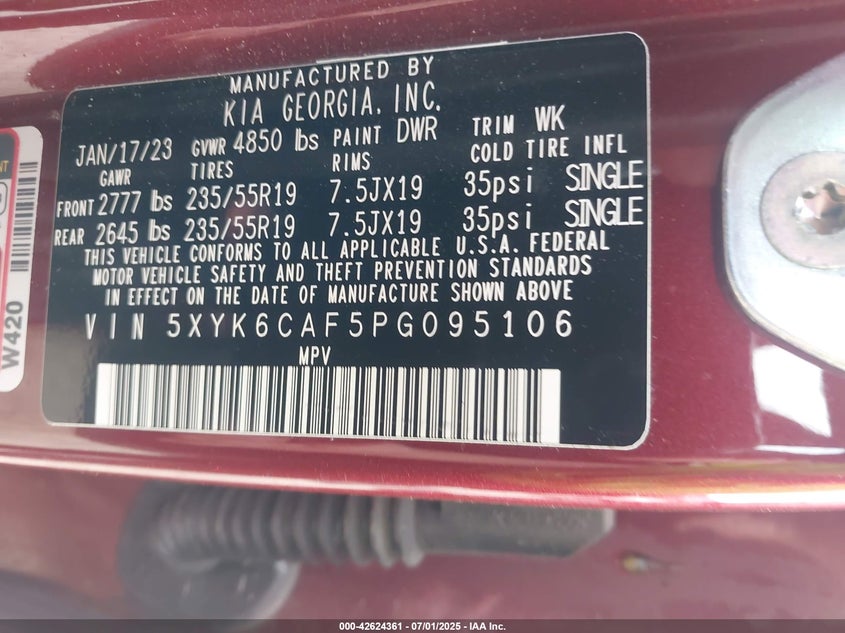 MANUFACTURED BY
KIA GEORGIA, INC.
JAN/17/23 GVWR 4850 lbs PAINT DWR TRIM WK
GAWR TIRES RIMS COLD TIRE INFL
FRONT 2777 lbs 235/55R19 7.5JX19 35psi SINGLE
REAR 2645 lbs 235/55R19 7.5JX19 35psi SINGLE
THIS VEHICLE CONFORMS TO ALL APPLICABLE U.S.A. FEDERAL
MOTOR VEHICLE SAFETY AND THEFT PREVENTION STANDARDS
IN EFFECT ON THE DATE OF MANUFACTURE SHOWN ABOVE
VIN 5XYK6CAF5PG095106
MPV
W420
000-42624361 - 07/01/2025 - IAA Inc.